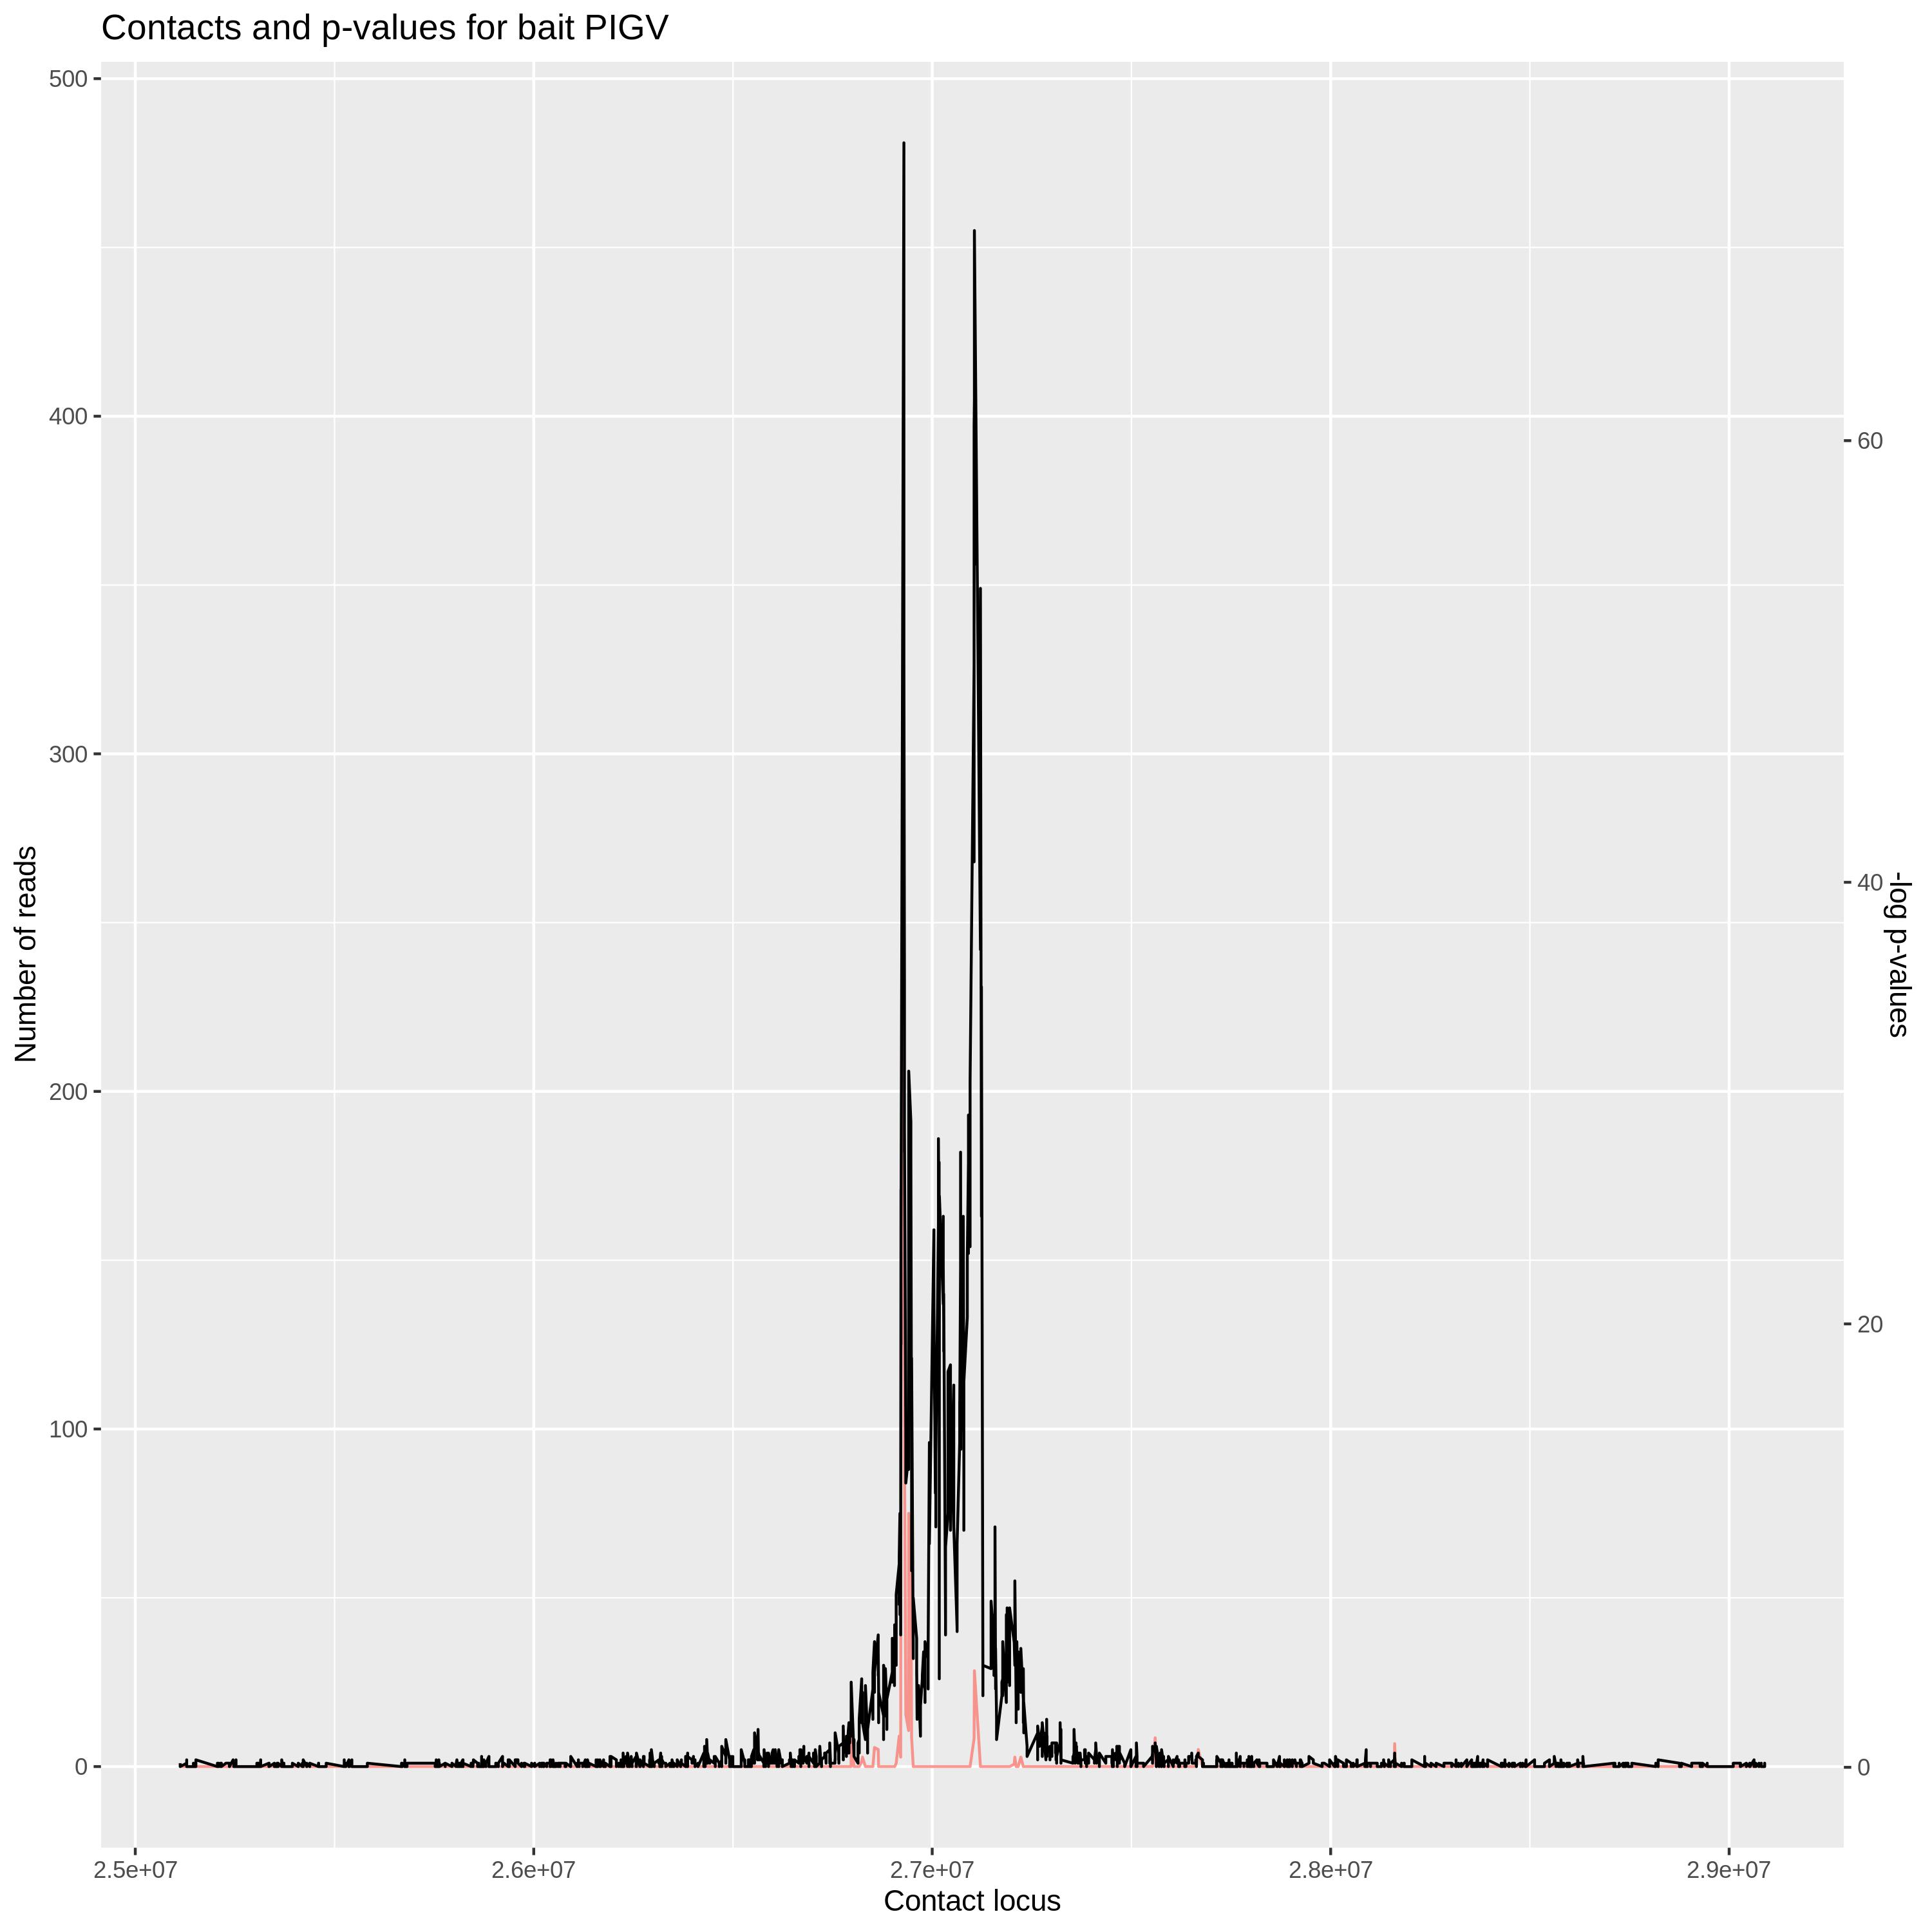 Contacts and p-values for bait PIGV
500
400
300
200
100
0
Number of reads
60
40
20
0
-log p-values
2.5e+07
2.6e+07
2.7e+07
2.8e+07
2.9e+07
Contact locus